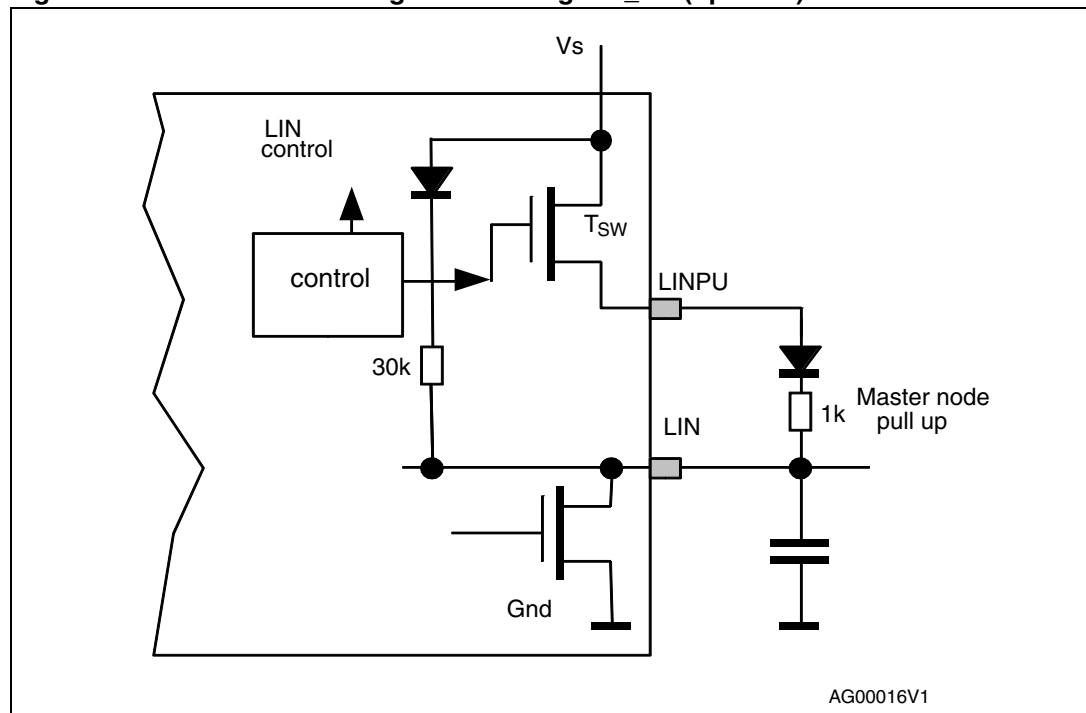 Vs
LIN
control
TSW
control
LINPU
30k
1k
Master node
pull up
LIN
Gnd
AG00016V1